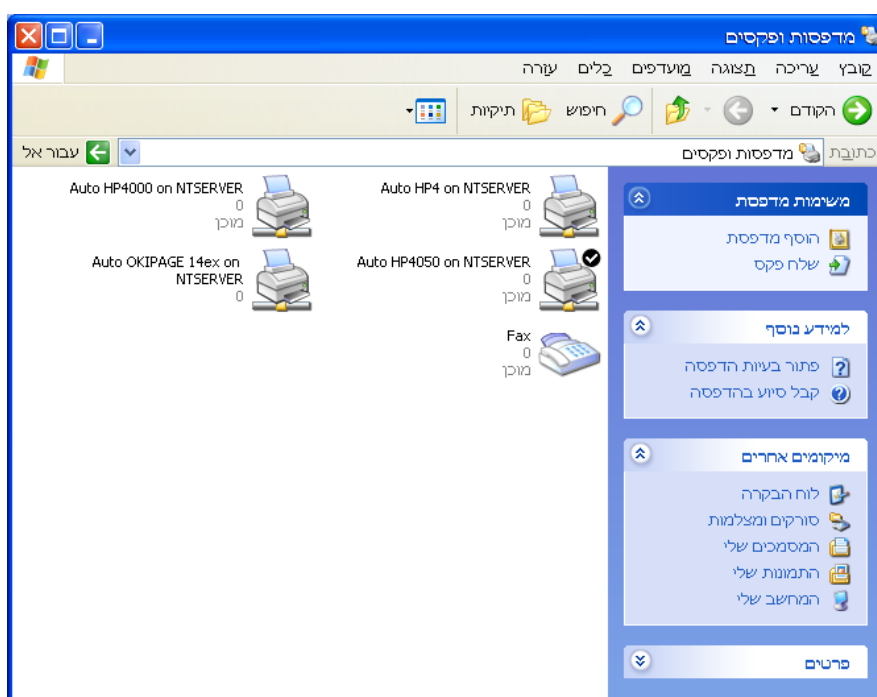 מדפסות ופקסים
קובץ עריכה תצוגה מועדפים כלים עזרה
הקודם חיפוש תיקיות
כתובת מדפסות ופקסים עבור אל
משימות מדפסת
הוסף מדפסת
שלח פקס
למידע נוסף
פתור בעיות הדפסה
קבל סיוע בהדפסה
מיקומים אחרים
לוח הבקרה
סורקים ומצלמות
המסמכים שלי
התמונות שלי
המחשב שלי
פרטים
Auto HP4 on NTSERVER
0
מוכן
Auto HP4000 on NTSERVER
0
מוכן
Auto HP4050 on NTSERVER
0
מוכן
Auto OKIPAGE 14ex on
NTSERVER
0
Fax
0
מוכן